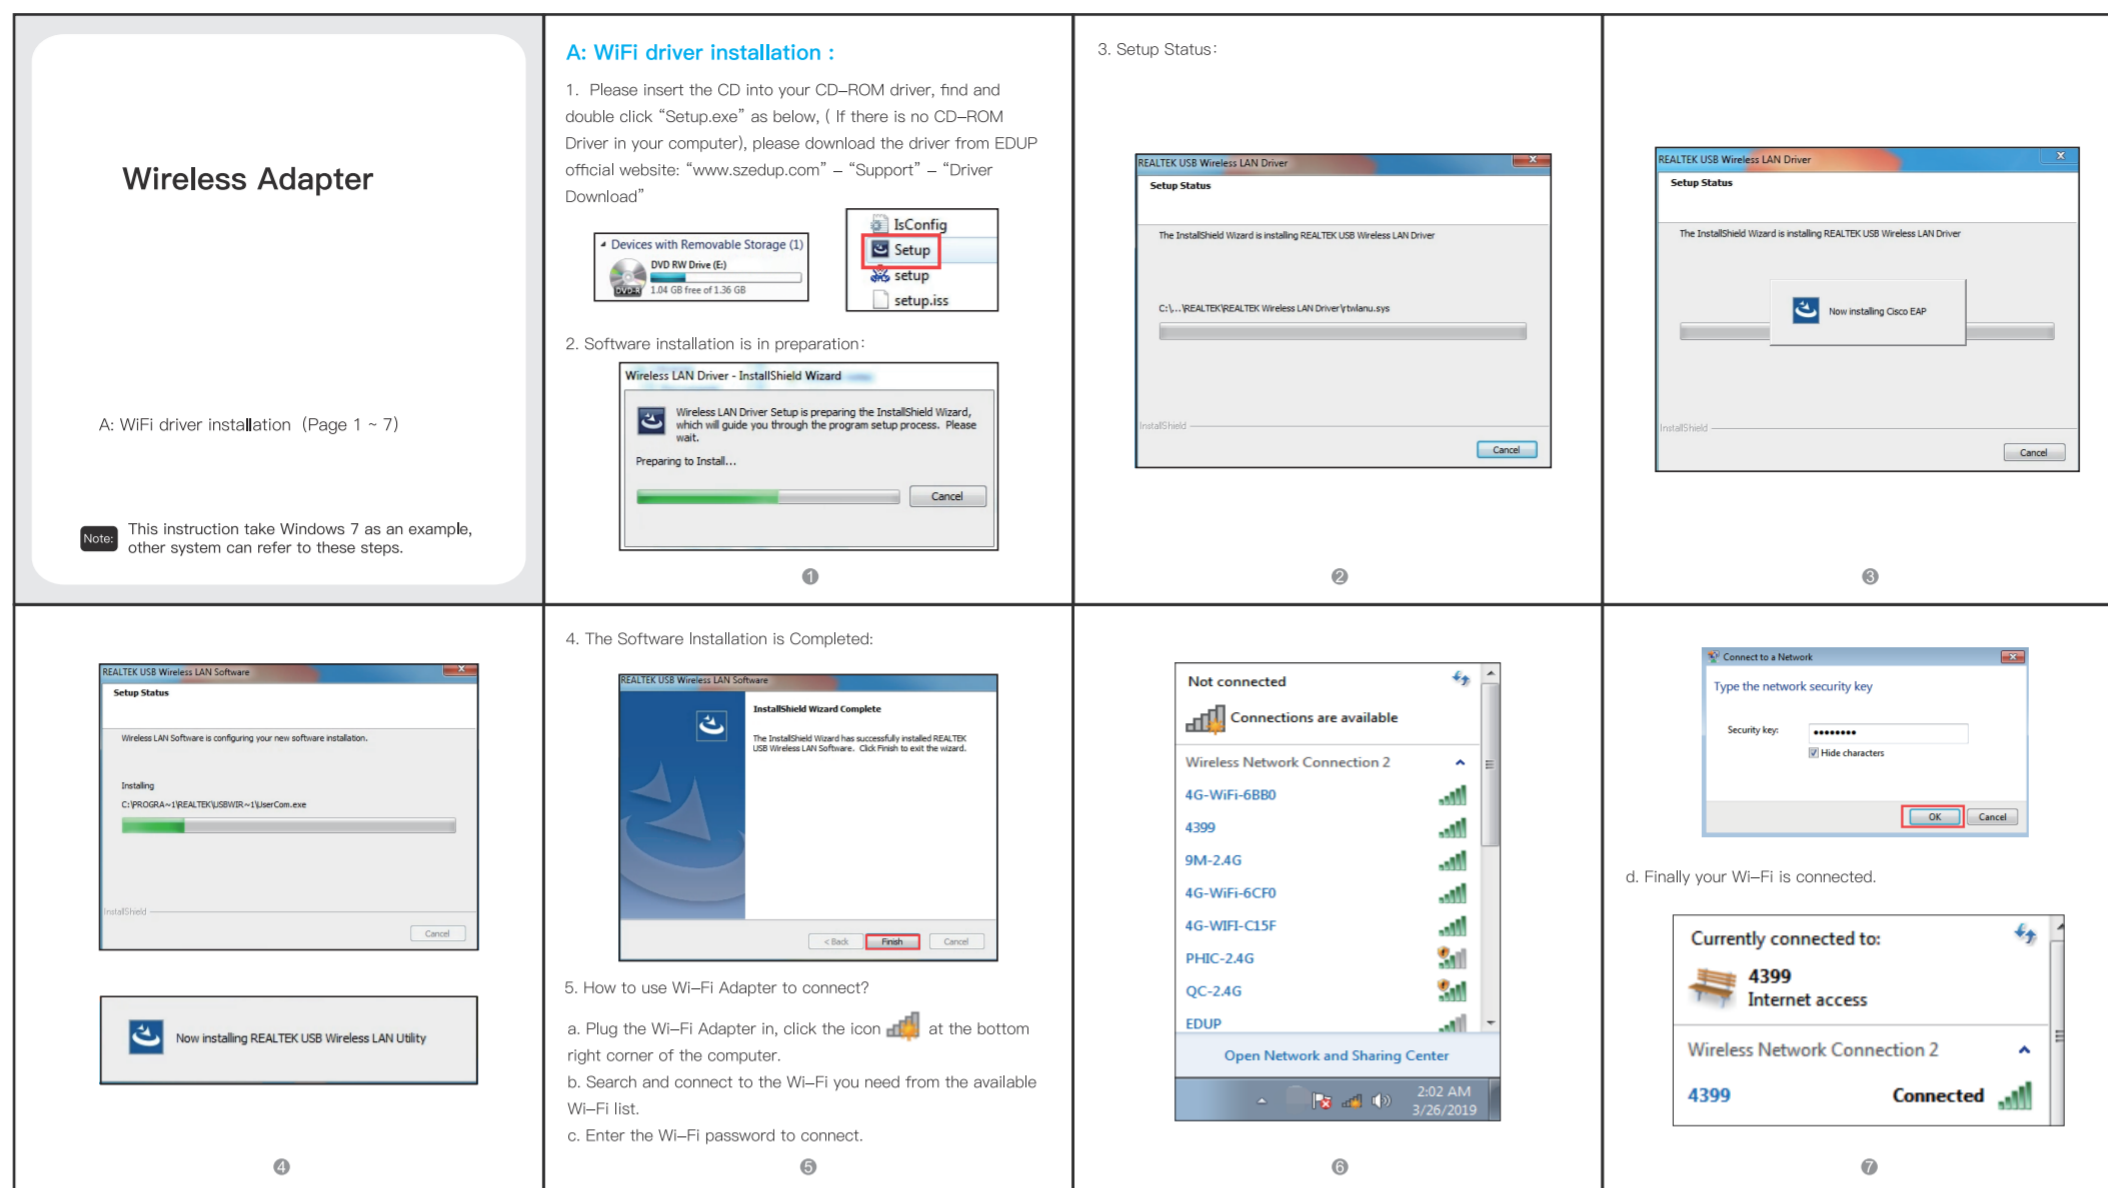 Wireless Adapter
A: WiFi driver installation (Page 1 ~ 7)
Note:
This instruction take Windows 7 as an example,
other system can refer to these steps.
A: WiFi driver installation :
1. Please insert the CD into your CD-ROM driver, find and
double click “Setup.exe” as below, ( If there is no CD-ROM
Driver in your computer), please download the driver from EDUP
official website: “www.szedup.com” – “Support” – “Driver
Download”
Devices with Removable Storage (1)
DVD RW Drive (E:)
DVD-R
1.04 GB free of 1.36 GB
IsConfig
Setup
setup
setup.iss
2. Software installation is in preparation:
Wireless LAN Driver - InstallShield Wizard
Wireless LAN Driver Setup is preparing the InstallShield Wizard,
which will guide you through the program setup process. Please
wait.
Preparing to Install...
Cancel
1
3. Setup Status:
REALTEK USB Wireless LAN Driver
Setup Status
The InstallShield Wizard is installing REALTEK USB Wireless LAN Driver
C:\...\REALTEK\REALTEK Wireless LAN Driver\rtwlanu.sys
InstallShield
Cancel
2
REALTEK USB Wireless LAN Driver
Setup Status
The InstallShield Wizard is installing REALTEK USB Wireless LAN Driver
Now installing Cisco EAP
InstallShield
Cancel
3
REALTEK USB Wireless LAN Software
Setup Status
Wireless LAN Software is configuring your new software installation.
Installing
C:\PROGRA~1\REALTEK\USBWIR~1\UserCom.exe
InstallShield
Cancel
Now installing REALTEK USB Wireless LAN Utility
4
4. The Software Installation is Completed:
REALTEK USB Wireless LAN Software
InstallShield Wizard Complete
The InstallShield Wizard has successfully installed REALTEK
USB Wireless LAN Software. Click Finish to exit the wizard.
< Back
Finish
Cancel
5. How to use Wi-Fi Adapter to connect?
a. Plug the Wi-Fi Adapter in, click the icon at the bottom
right corner of the computer.
b. Search and connect to the Wi-Fi you need from the available
Wi-Fi list.
c. Enter the Wi-Fi password to connect.
5
Not connected
Connections are available
Wireless Network Connection 2
4G-WiFi-6BB0
4399
9M-2.4G
4G-WiFi-6CF0
4G-WIFI-C15F
PHIC-2.4G
QC-2.4G
EDUP
Open Network and Sharing Center
2:02 AM
3/26/2019
6
Connect to a Network
Type the network security key
Security key:
Hide characters
OK
Cancel
d. Finally your Wi-Fi is connected.
Currently connected to:
4399
Internet access
Wireless Network Connection 2
4399 Connected
7